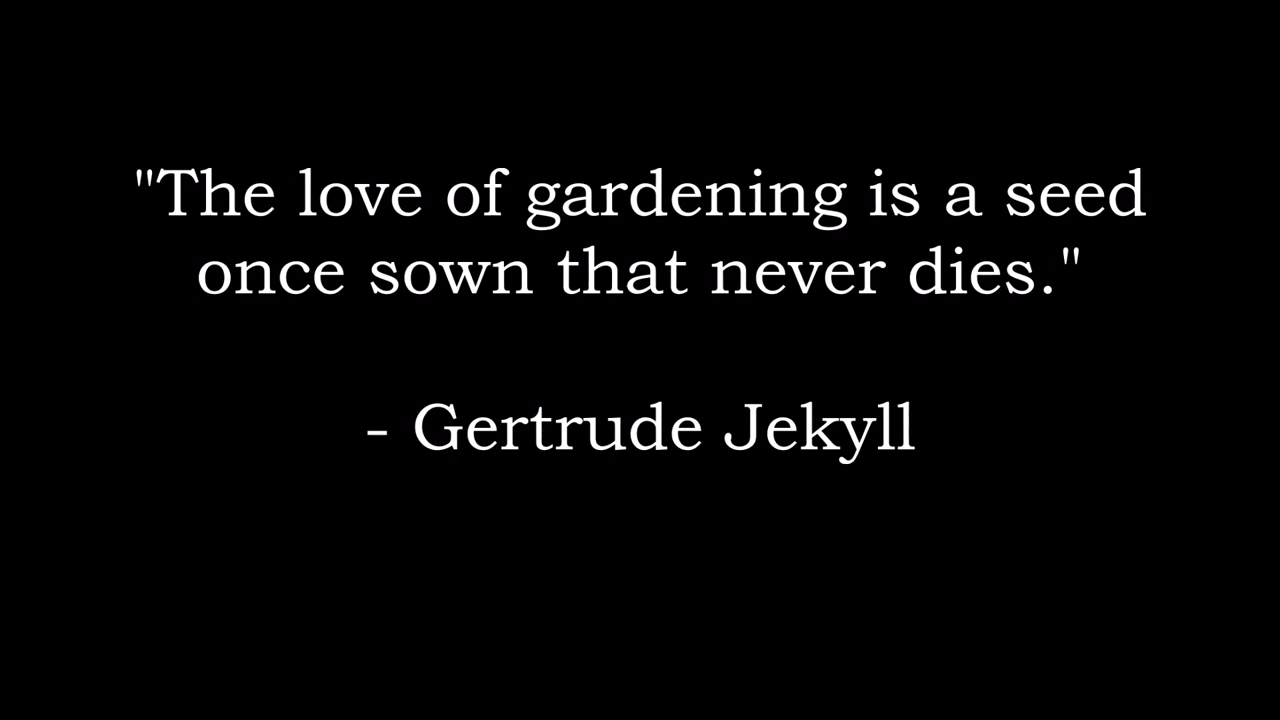 "The love of gardening is a seed
once sown that never dies."
- Gertrude Jekyll